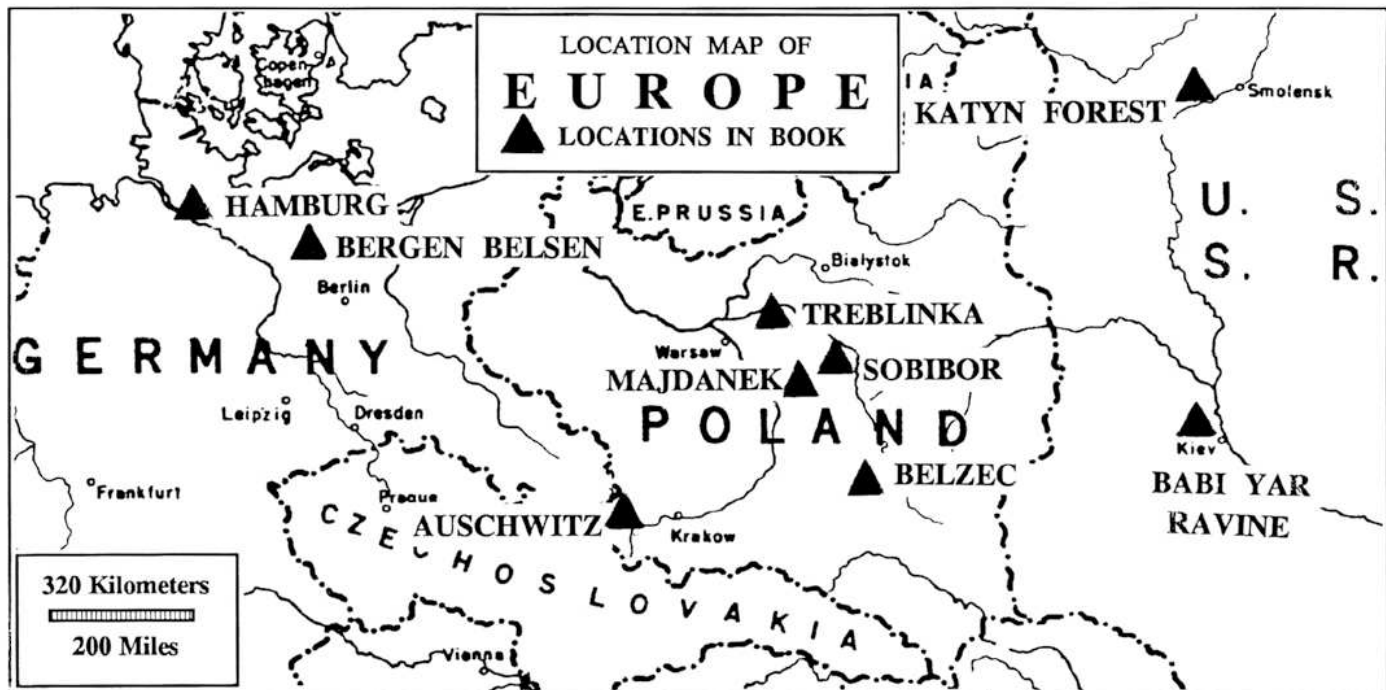 LOCATION MAP OF
EUROPE
LOCATIONS IN BOOK
Copen-
hagen
IA
KATYN FOREST
Smolensk
HAMBURG
E. PRUSSIA
U. S.
S. R.
BERGEN BELSEN
Berlin
Bialystok
TREBLINKA
Warsaw
GERMANY
MAJDANEK
SOBIBOR
Leipzig
Dresden
POLAND
Kiev
BABI YAR
RAVINE
Frankfurt
Prague
BELZEC
AUSCHWITZ
Krakow
CZECHOSLOVAKIA
320 Kilometers
200 Miles
Vienna